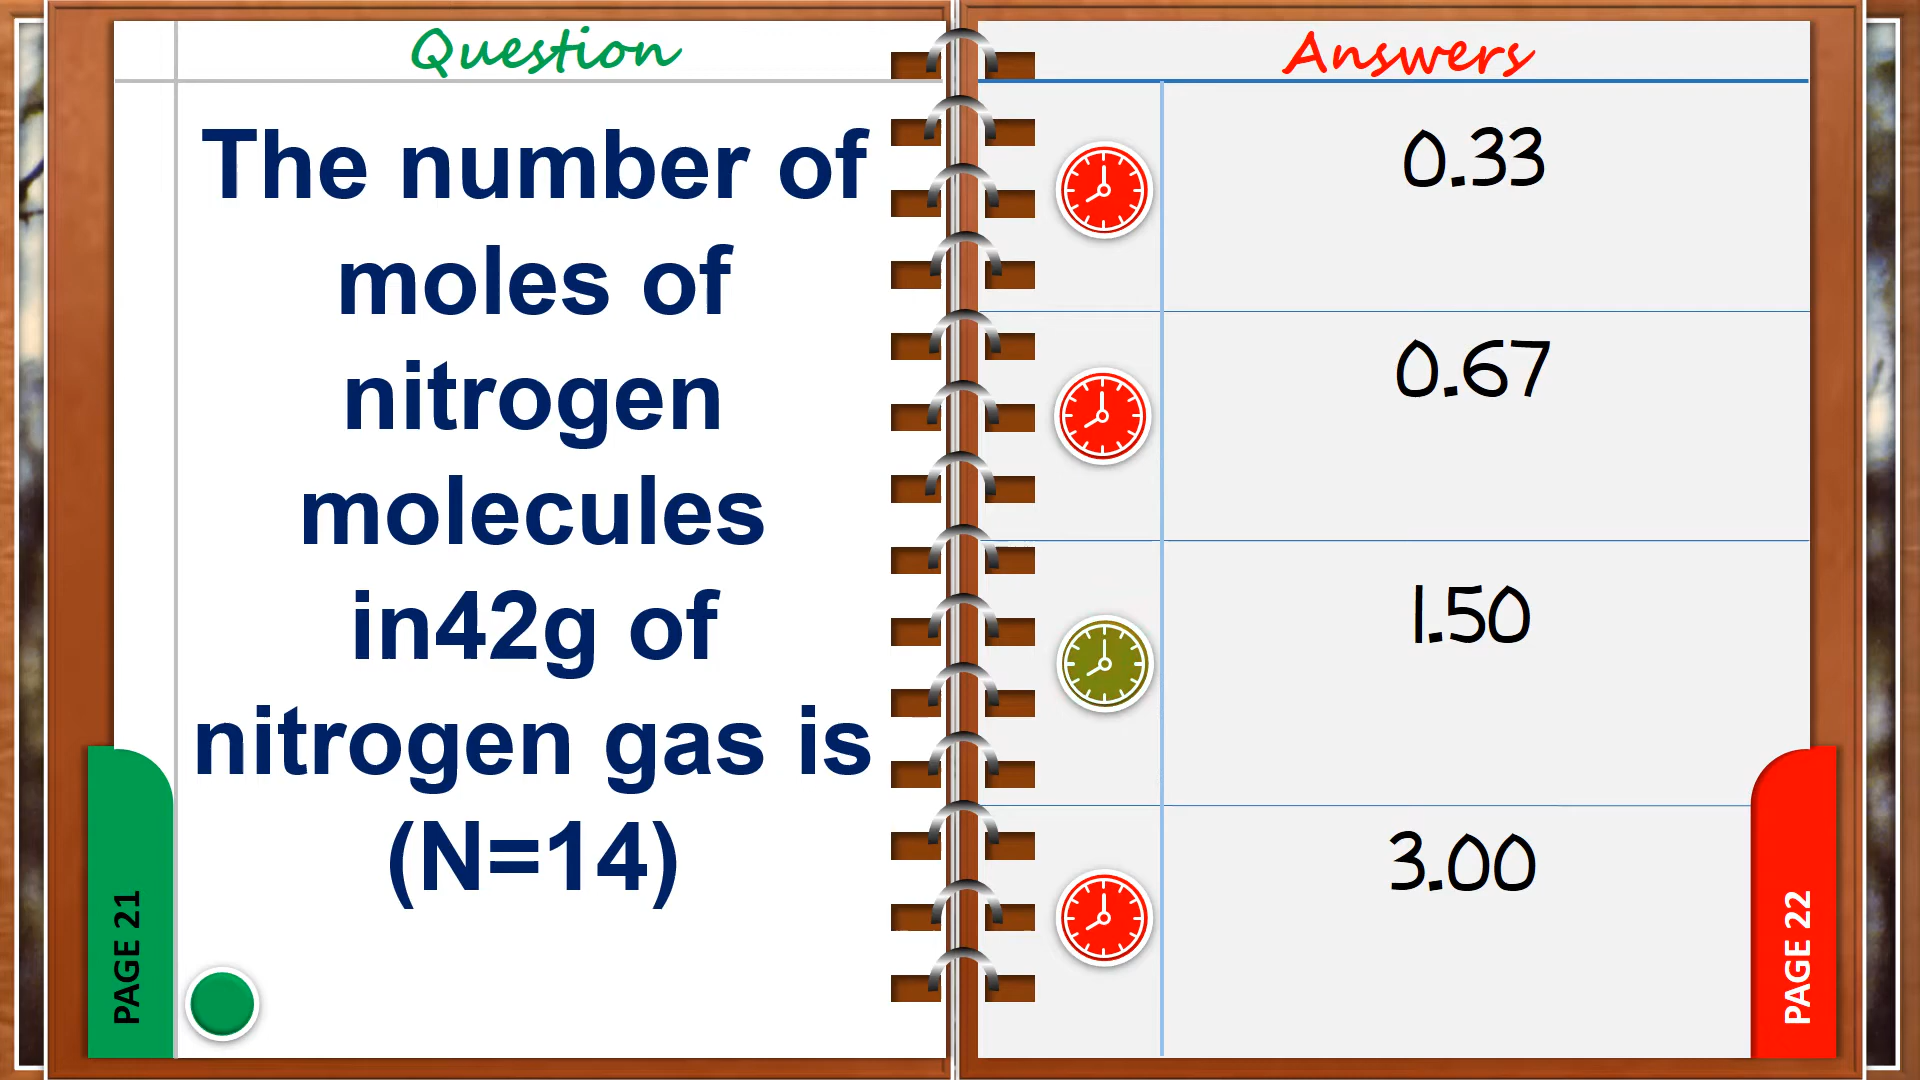 Question
The number of
moles of
nitrogen
molecules
in42g of
nitrogen gas is
(N=14)
PAGE 21
Answers
0.33
0.67
1.50
3.00
PAGE 22